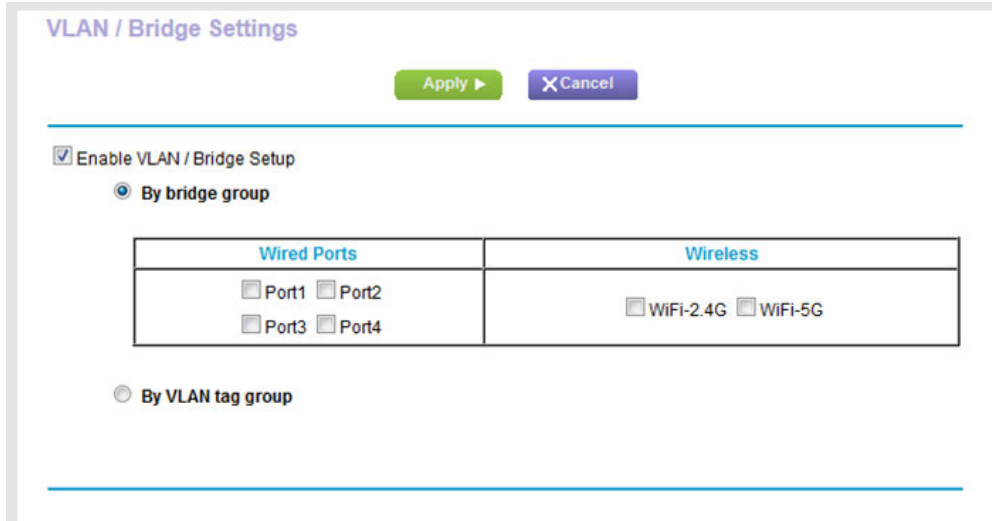 VLAN / Bridge Settings
Apply
Cancel
Enable VLAN / Bridge Setup
By bridge group
Wired Ports
Wireless
Port1 Port2
Port3 Port4
WiFi-2.4G WiFi-5G
By VLAN tag group